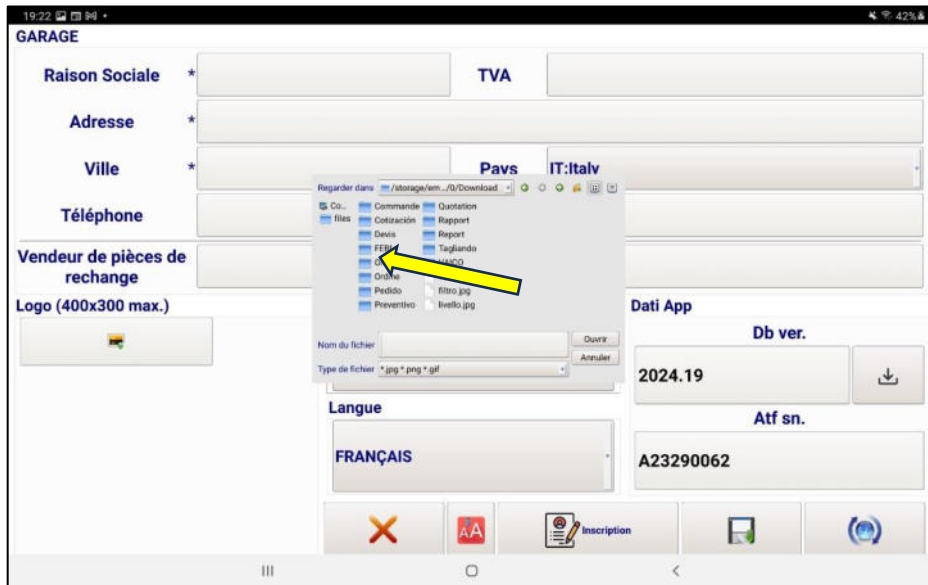 19:22 42%
GARAGE
Raison Sociale *
TVA
Adresse *
Ville *
Pays IT:Italy
Téléphone
Vendeur de pièces de
rechange
Logo (400x300 max.)
Regarder dans /storage/em.../0/Download
Co...
files
Commande
Cotización
Devis
Ordine
Pedido
Preventivo
Quotation
Rapport
Report
Tagliando
filtro.jpg
livello.jpg
Nom du fichier
Ouvrir
Type de fichier *.jpg *.png *.gif
Annuler
Langue
FRANÇAIS
Dati App
Db ver.
2024.19
Atf sn.
A23290062
AA
Inscription